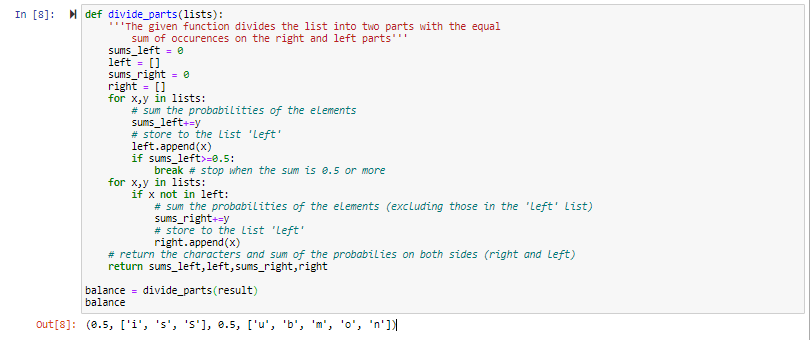 In [8]: def divide_parts(lists):
'''The given function divides the list into two parts with the equal
sum of occurences on the right and left parts'''
sums_left = 0
left = []
sums_right = 0
right = []
for x,y in lists:
# sum the probabilities of the elements
sums_left+=y
# store to the list 'left'
left.append(x)
if sums_left>=0.5:
break # stop when the sum is 0.5 or more
for x,y in lists:
if x not in left:
# sum the probabilities of the elements (excluding those in the 'left' list)
sums_right+=y
# store to the list 'left'
right.append(x)
# return the characters and sum of the probabilies on both sides (right and left)
return sums_left,left,sums_right,right
balance = divide_parts(result)
balance
Out[8]: (0.5, ['i', 's', 'S'], 0.5, ['u', 'b', 'm', 'o', 'n'])